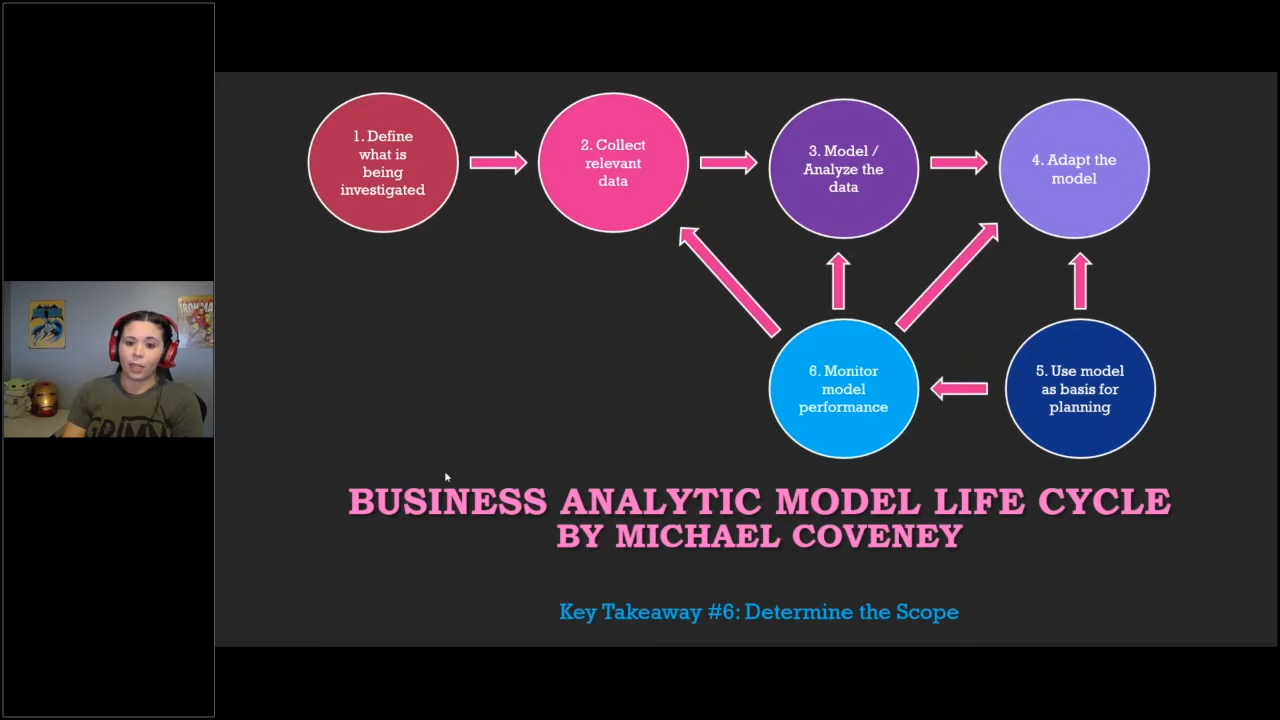 1. Define
what is
being
investigated
2. Collect
relevant
data
3. Model /
Analyze the
data
4. Adapt the
model
6. Monitor
model
performance
5. Use model
as basis for
planning
BUSINESS ANALYTIC MODEL LIFE CYCLE
BY MICHAEL COVENEY
Key Takeaway #6: Determine the Scope